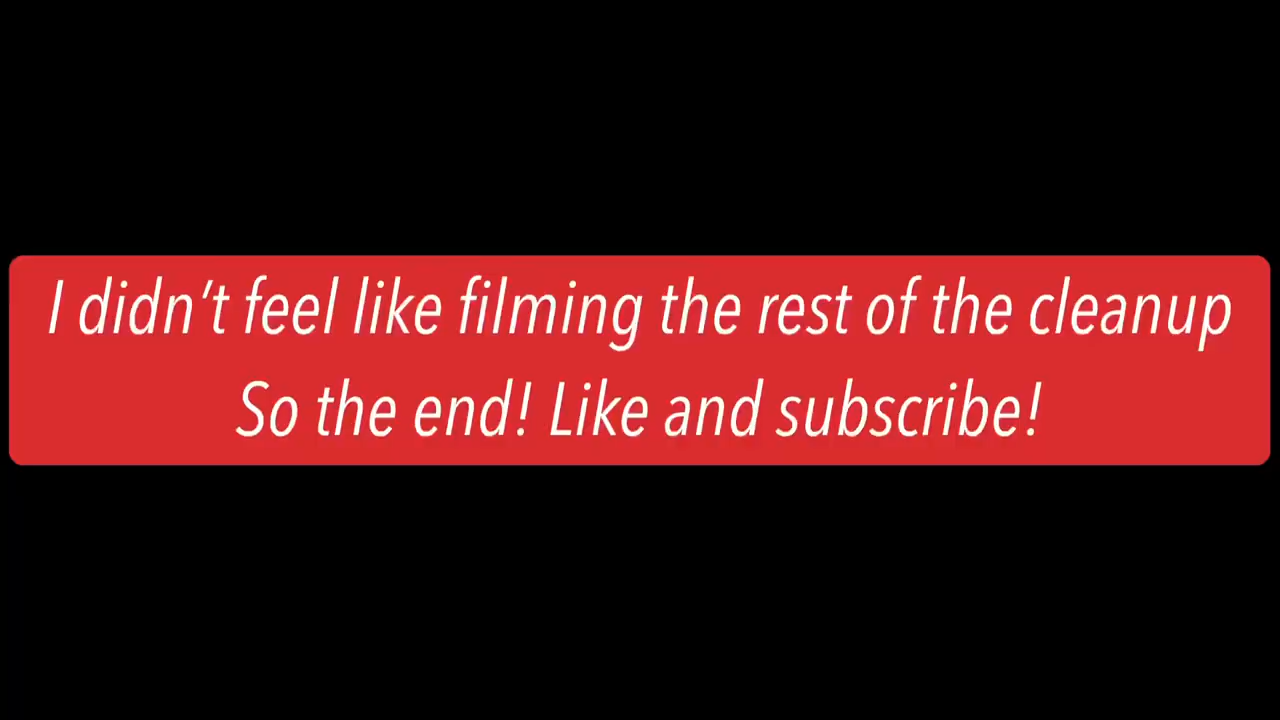 I didn’t feel like filming the rest of the cleanup
So the end! Like and subscribe!